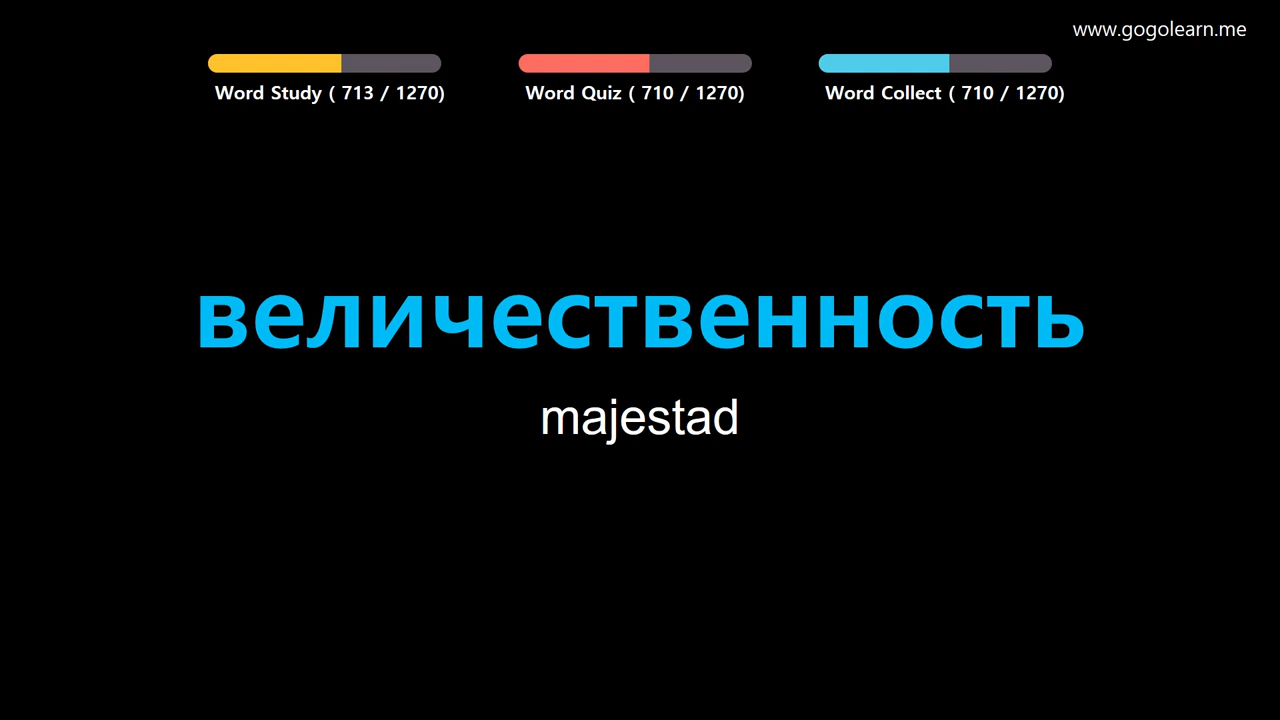 www.gogolearn.me
Word Study ( 713 / 1270)
Word Quiz ( 710 / 1270)
Word Collect ( 710 / 1270)
величественность
majestad